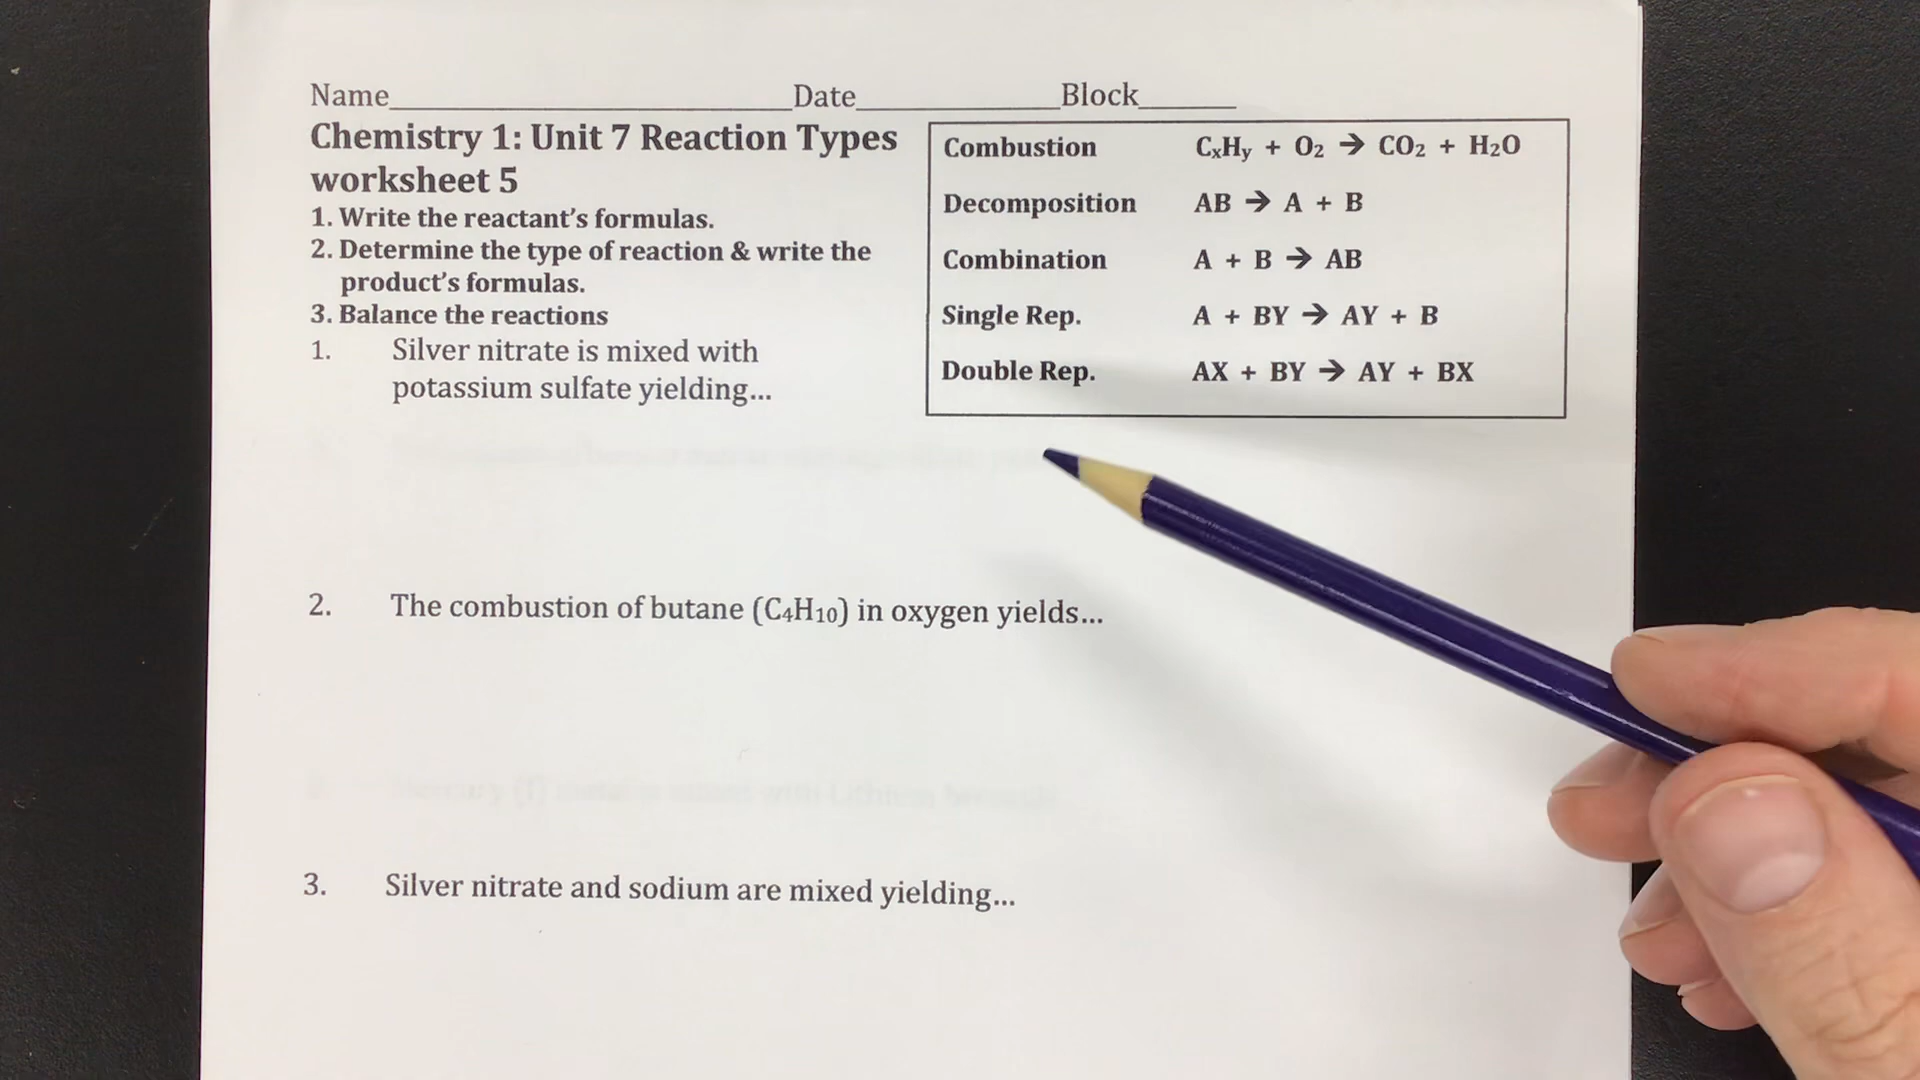 Name_________________________Date____________Block______
Chemistry 1: Unit 7 Reaction Types
worksheet 5
1. Write the reactant’s formulas.
2. Determine the type of reaction & write the
product’s formulas.
3. Balance the reactions
Combustion CₓHᵧ + O₂ → CO₂ + H₂O
Decomposition AB → A + B
Combination A + B → AB
Single Rep. A + BY → AY + B
Double Rep. AX + BY → AY + BX
1. Silver nitrate is mixed with
potassium sulfate yielding...
2. The combustion of butane (C₄H₁₀) in oxygen yields...
3. Silver nitrate and sodium are mixed yielding...